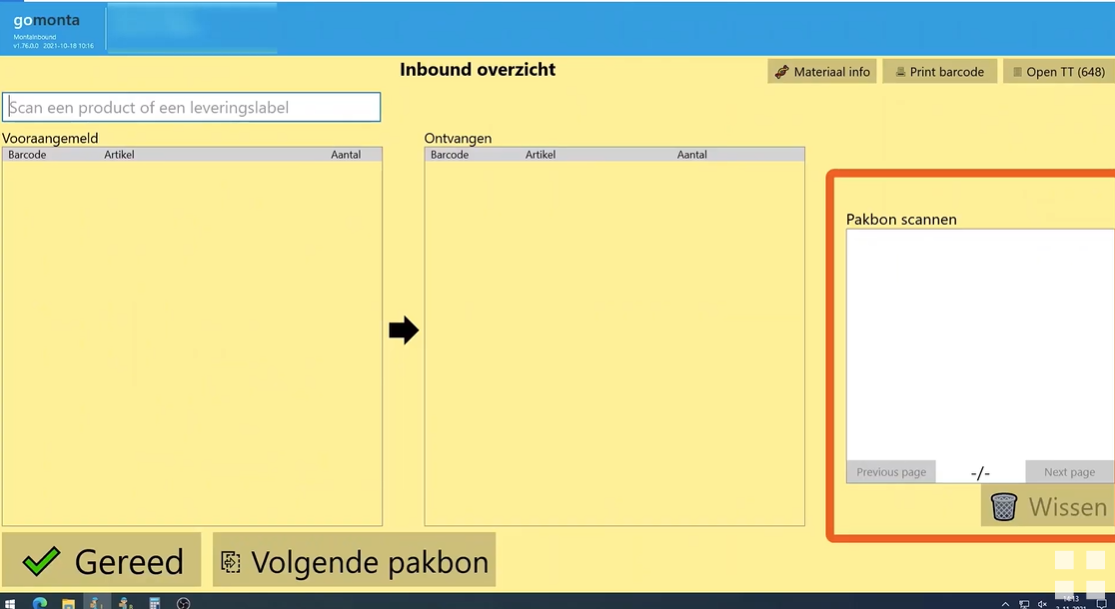 gomonta
MontaInbound
v1.76.0.0 2021-10-18 10:16
Inbound overzicht
Materiaal info
Print barcode
Open TT (648)
Scan een product of een leveringslabel
Vooraangemeld
Barcode Artikel Aantal
Ontvangen
Barcode Artikel Aantal
Pakbon scannen
Previous page
-/-
Next page
Wissen
Gereed
Volgende pakbon
14:13